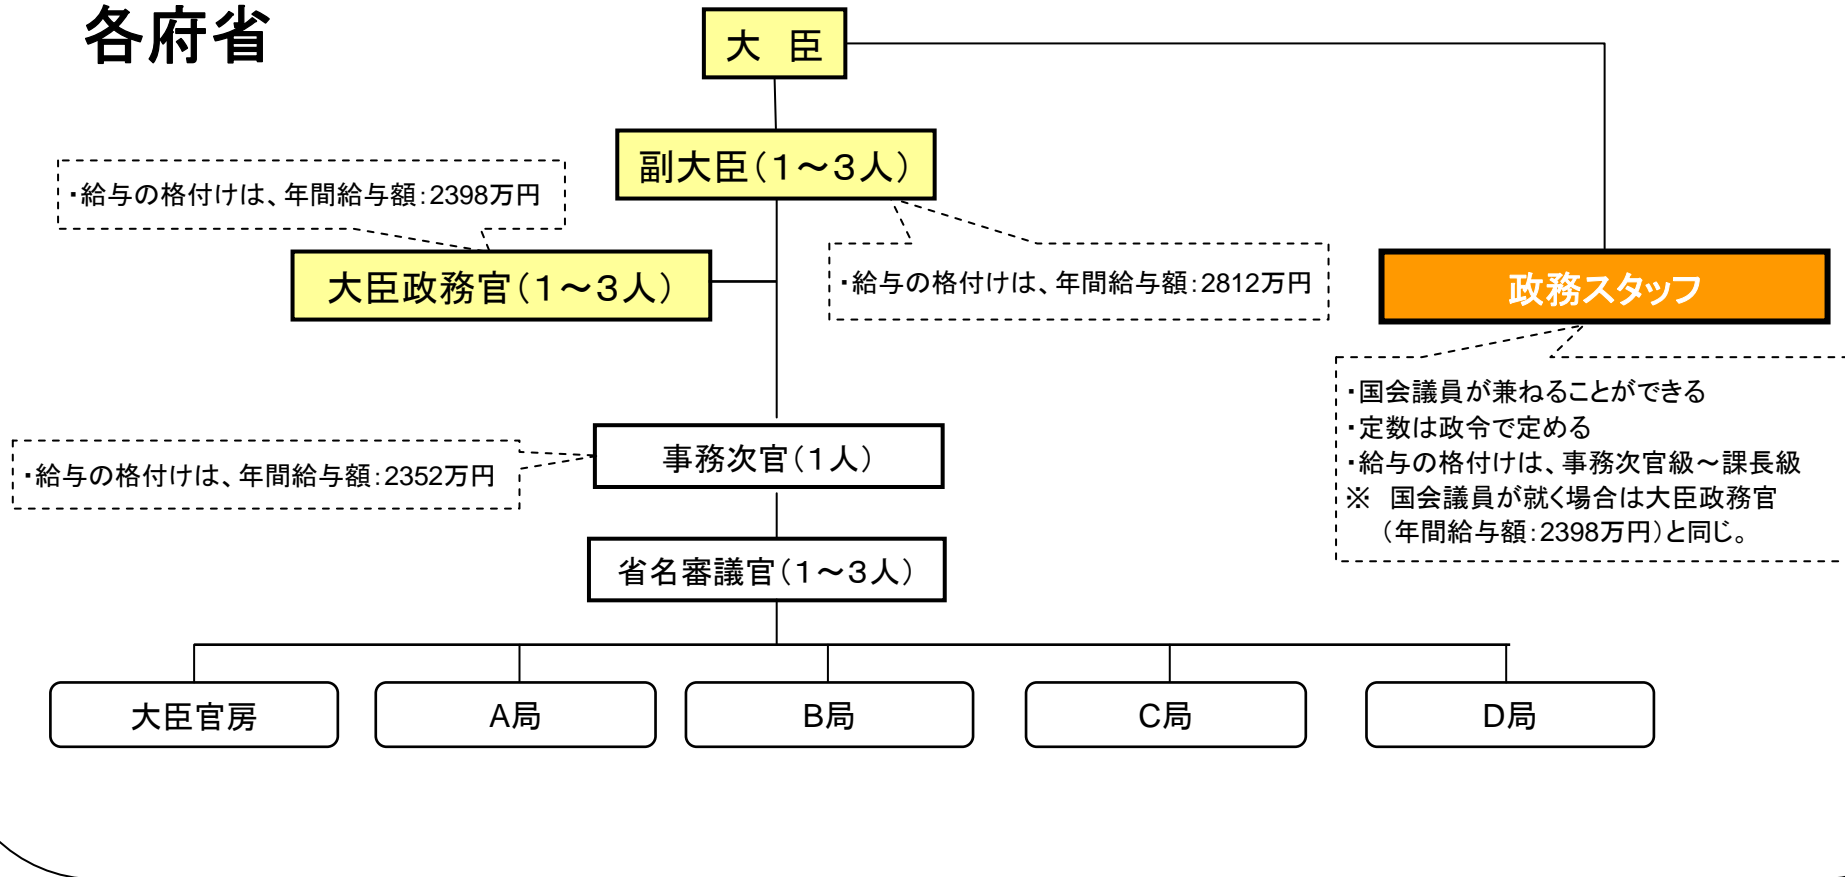 各府省
大　臣
副大臣（１～３人）
・給与の格付けは、年間給与額：2398万円
大臣政務官（１～３人）
・給与の格付けは、年間給与額：2812万円
政務スタッフ
・国会議員が兼ねることができる
・定数は政令で定める
・給与の格付けは、事務次官級～課長級
※　国会議員が就く場合は大臣政務官
（年間給与額：2398万円）と同じ。
事務次官（１人）
・給与の格付けは、年間給与額：2352万円
省名審議官（１～３人）
大臣官房
A局
B局
C局
D局